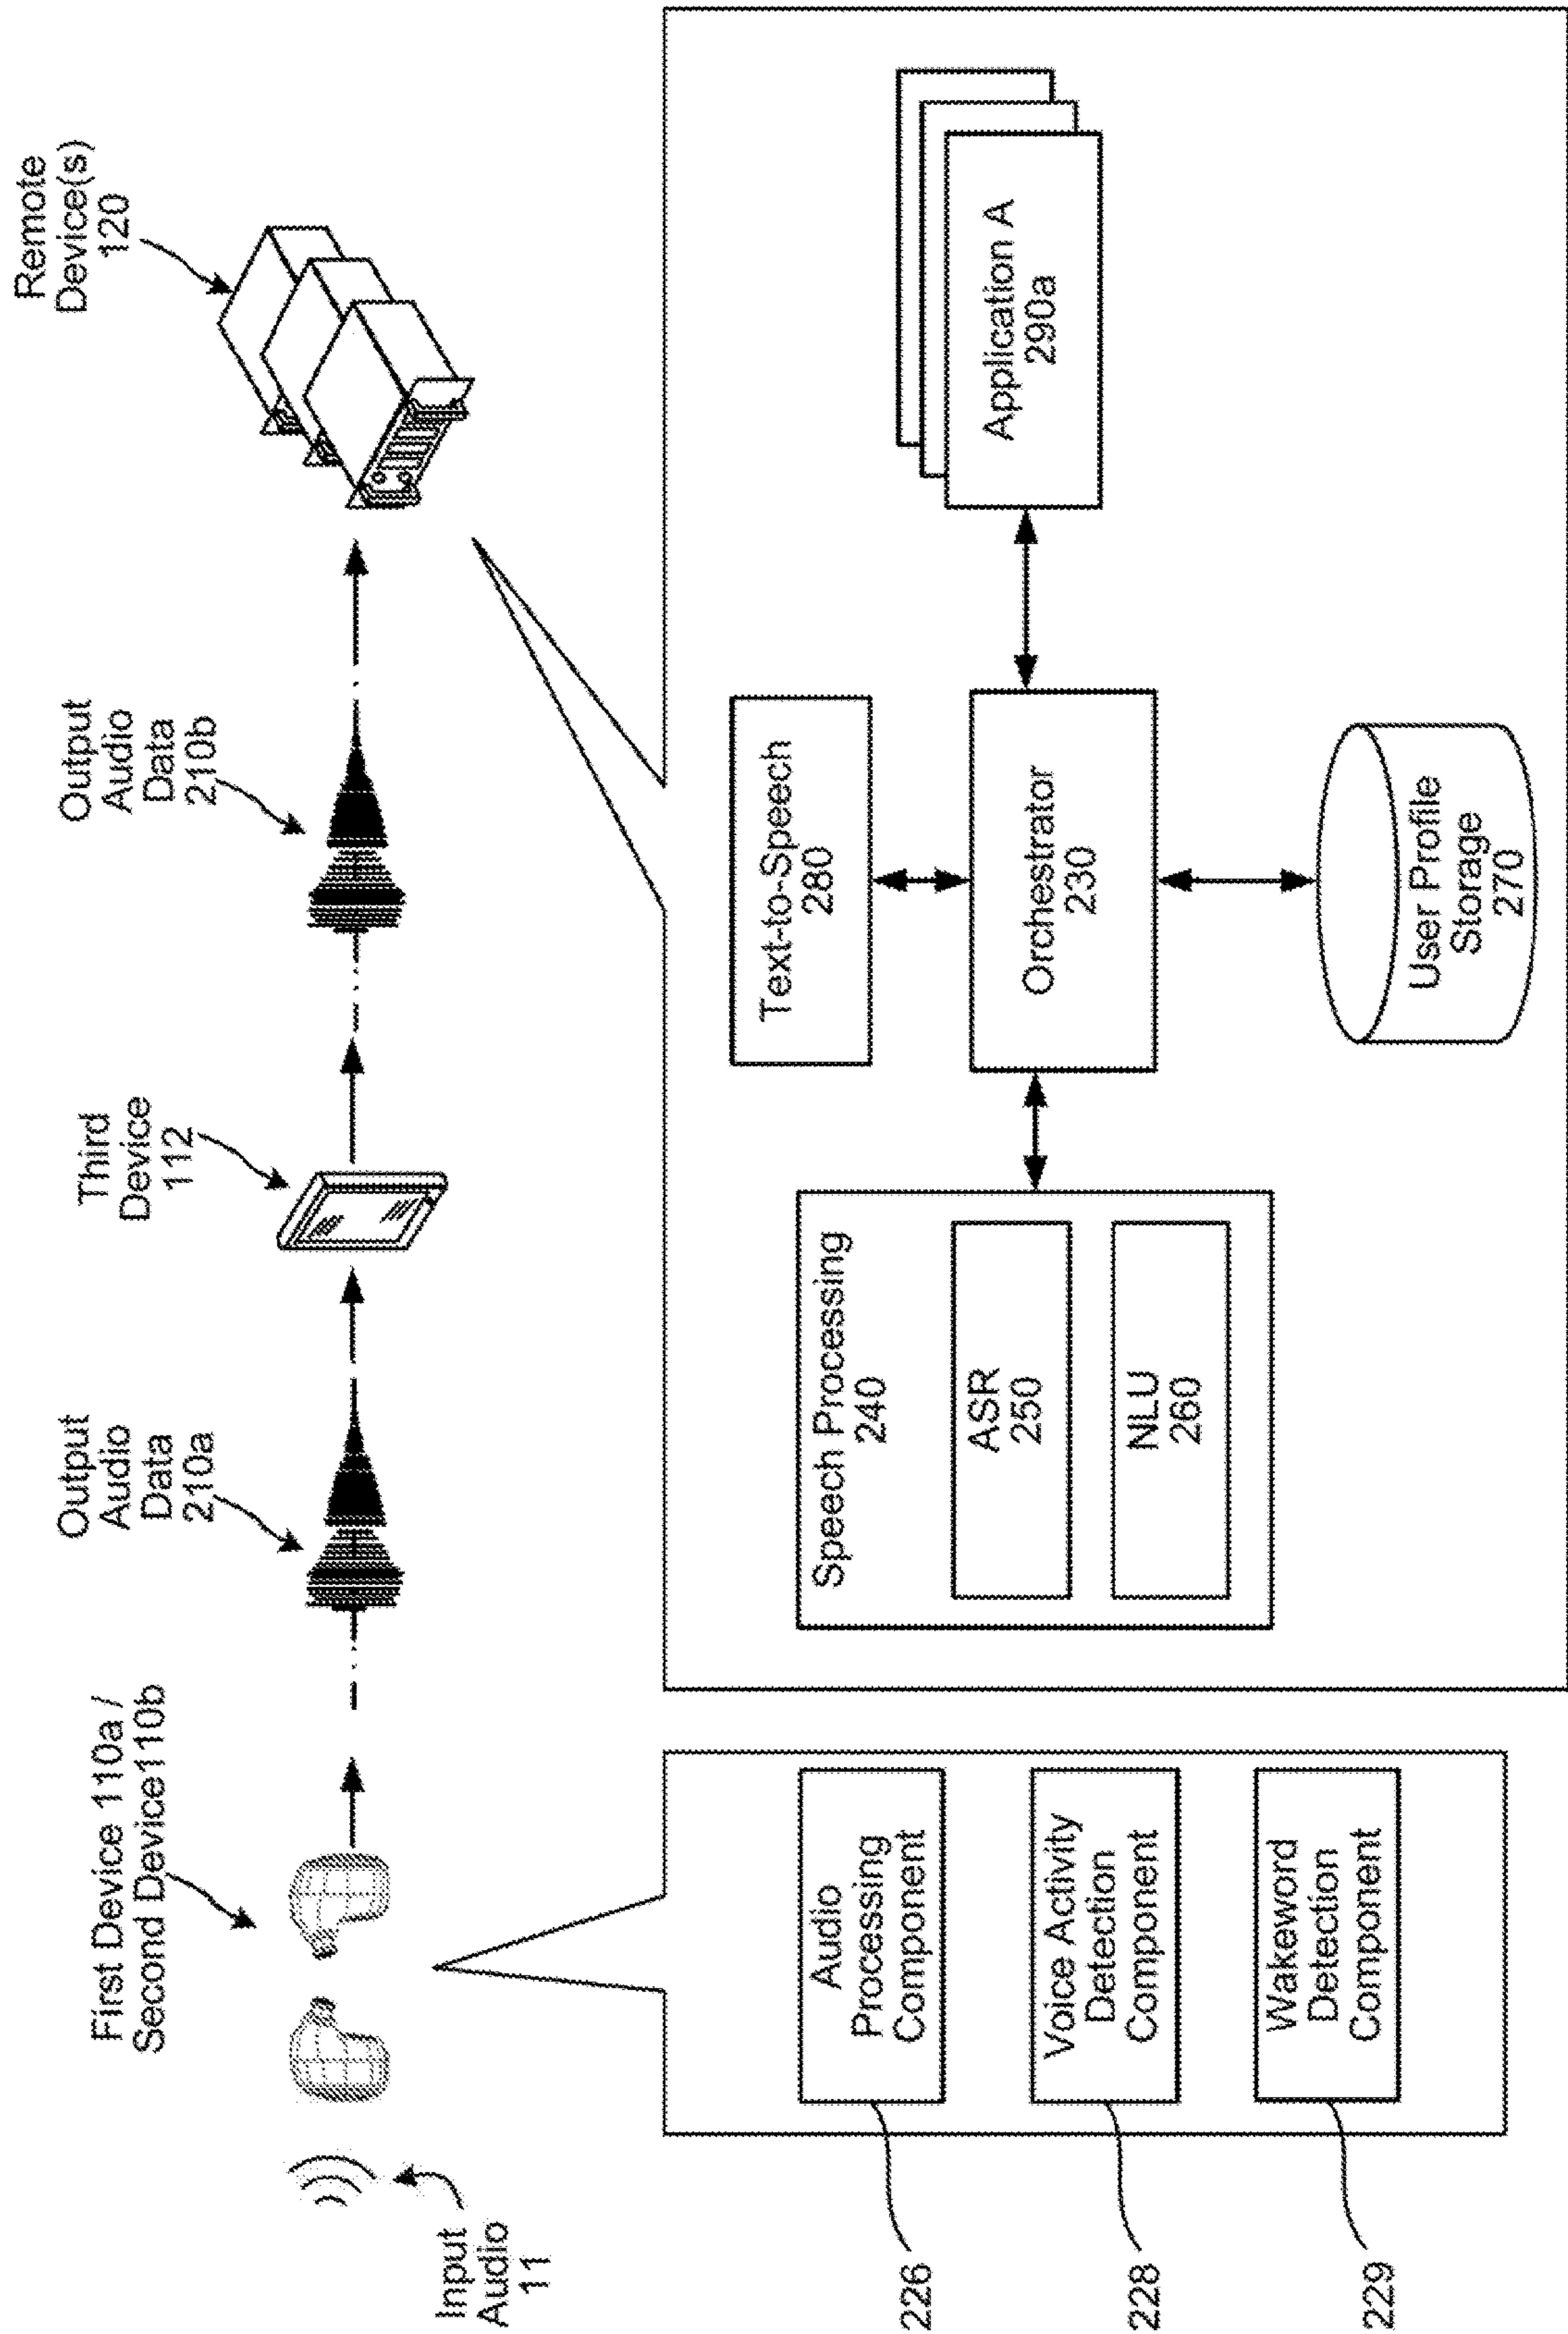 Input
Audio
11
First Device 110a /
Second Device110b
Output
Audio
Data
210a
Third
Device
112
Output
Audio
Data
210b
Remote
Device(s)
120
226
Audio
Processing
Component
228
Voice Activity
Detection
Component
229
Wakeword
Detection
Component
Speech Processing
240
ASR
250
NLU
260
Text-to-Speech
280
Orchestrator
230
User Profile
Storage
270
Application A
290a